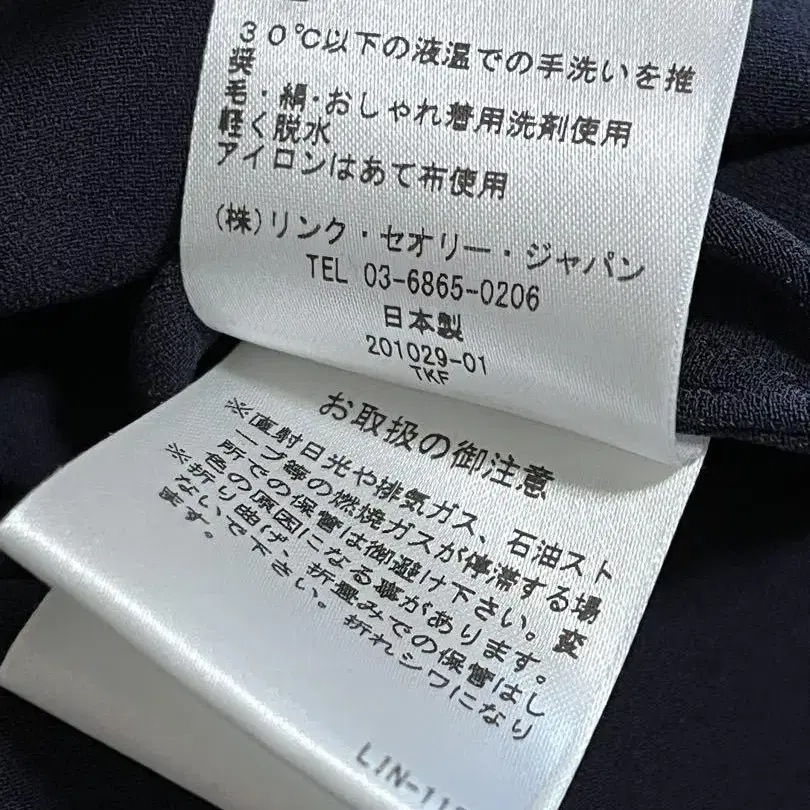 30℃以下の液温での手洗いを推
奨
毛・絹・おしゃれ着用洗剤使用
軽く脱水
アイロンはあて布使用
(株)リンク・セオリー・ジャパン
TEL 03-6865-0206
日本製
201029-01
TKF
お取扱の御注意
※直射日光や排気ガス、石油スト
ーブ等の燃焼ガスが停滞する場
所での保管は御避け下さい。変
色の原因になる事があります。
※折り曲げ、折畳みでの保管はし
ないで下さい。折れシワになり
ます。
LIN-11